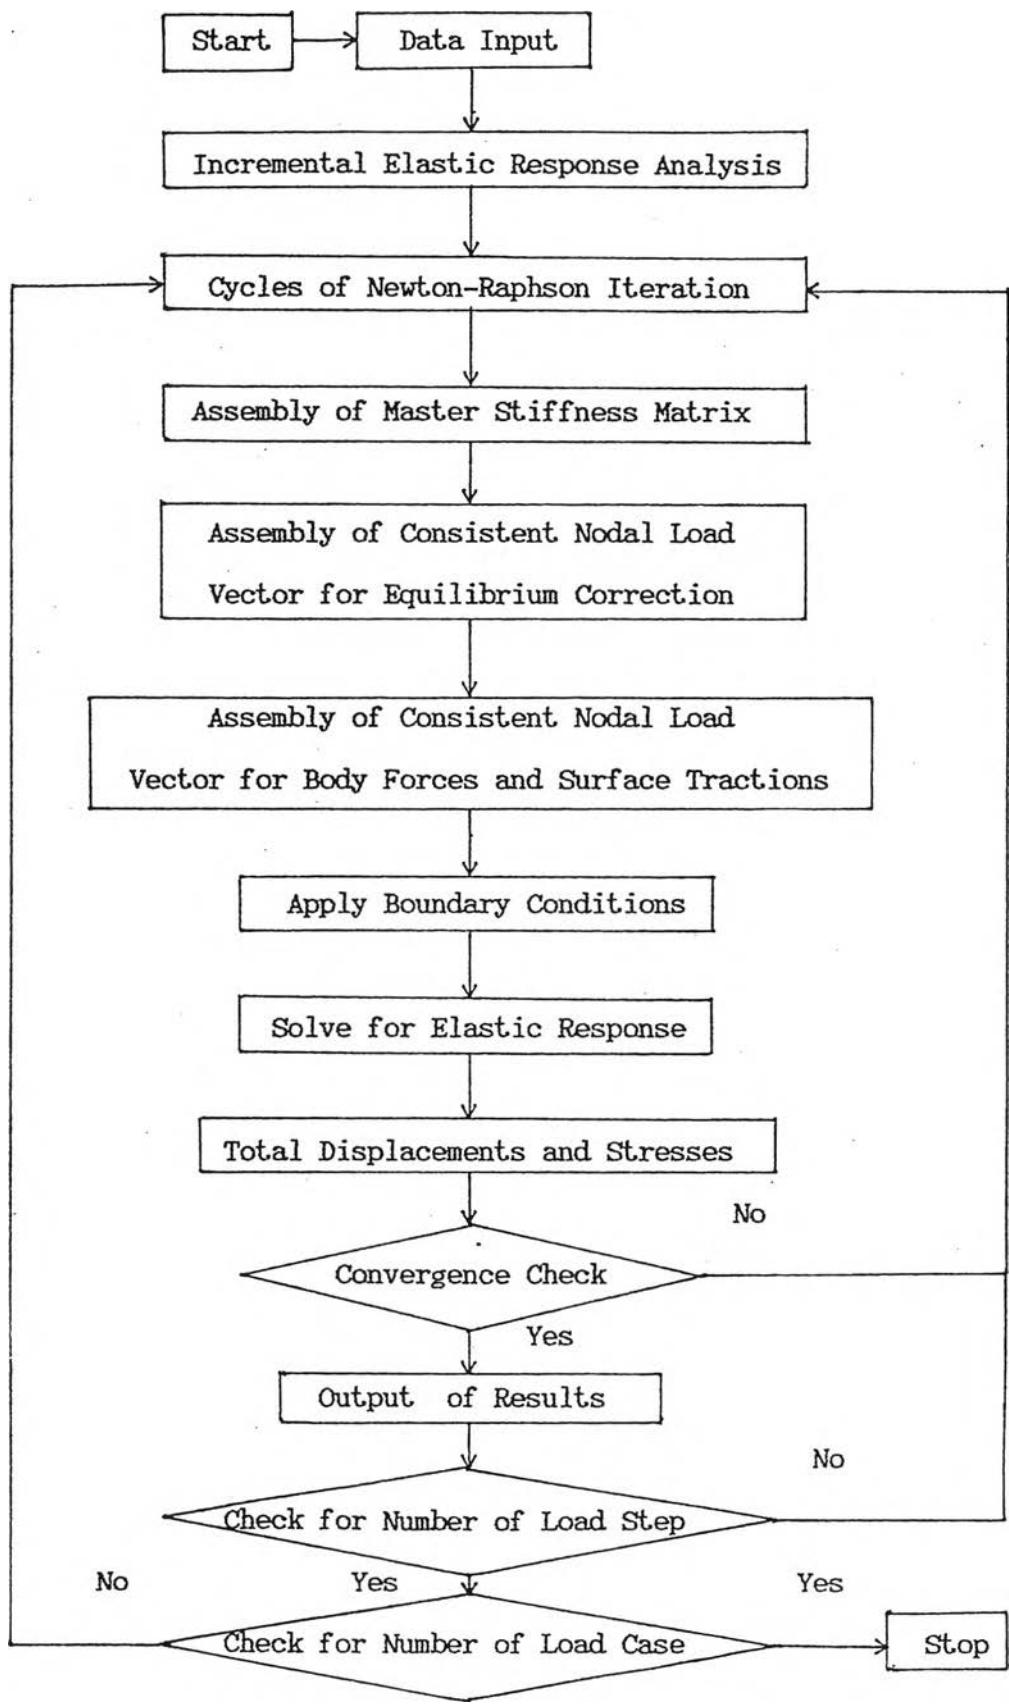 Start
Data Input
Incremental Elastic Response Analysis
Cycles of Newton-Raphson Iteration
Assembly of Master Stiffness Matrix
Assembly of Consistent Nodal Load
Vector for Equilibrium Correction
Assembly of Consistent Nodal Load
Vector for Body Forces and Surface Tractions
Apply Boundary Conditions
Solve for Elastic Response
Total Displacements and Stresses
No
Convergence Check
Yes
Output of Results
No
Check for Number of Load Step
No
Yes
Yes
Check for Number of Load Case
Stop